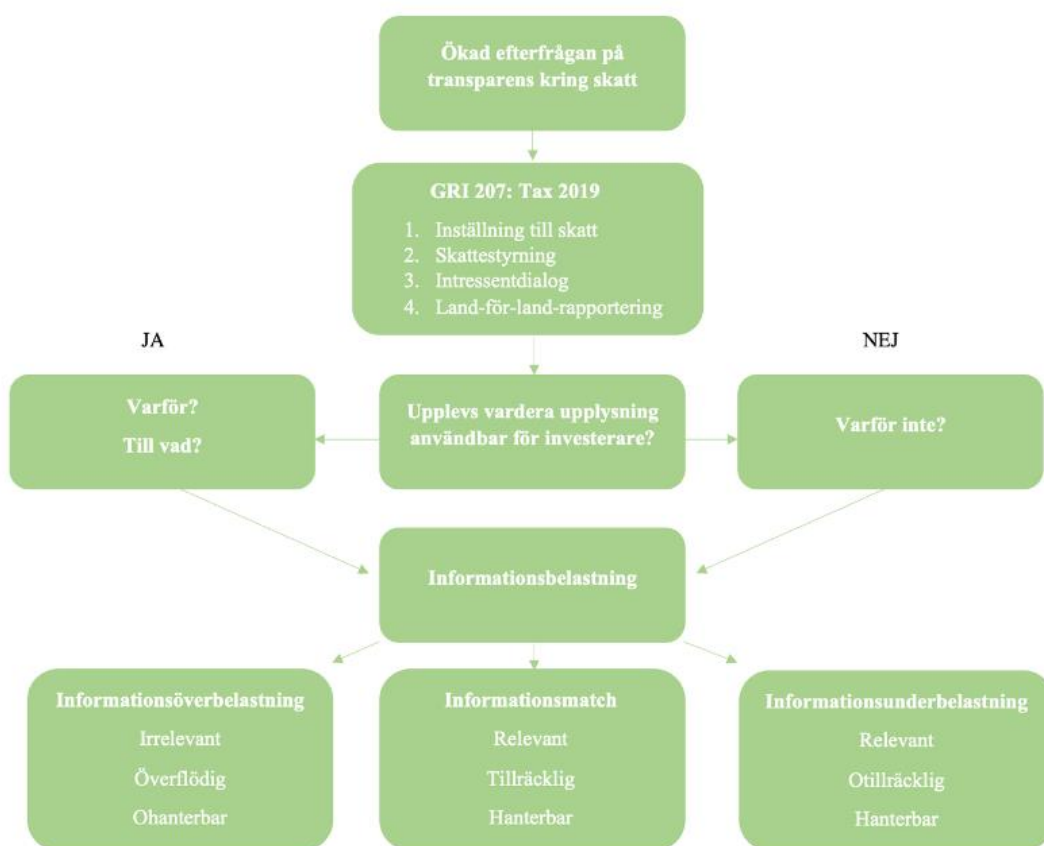 Ökad efterfrågan på
transparens kring skatt
GRI 207: Tax 2019
1. Inställning till skatt
2. Skattestyrning
3. Intressentdialog
4. Land-för-land-rapportering
JA
NEJ
Varför?
Till vad?
Upplevs vardera upplysning
användbar för investerare?
Varför inte?
Informationsbelastning
Informationsöverbelastning
Irrelevant
Överflödig
Ohanterbar
Informationsmatch
Relevant
Tillräcklig
Hanterbar
Informationsunderbelastning
Relevant
Otillräcklig
Hanterbar